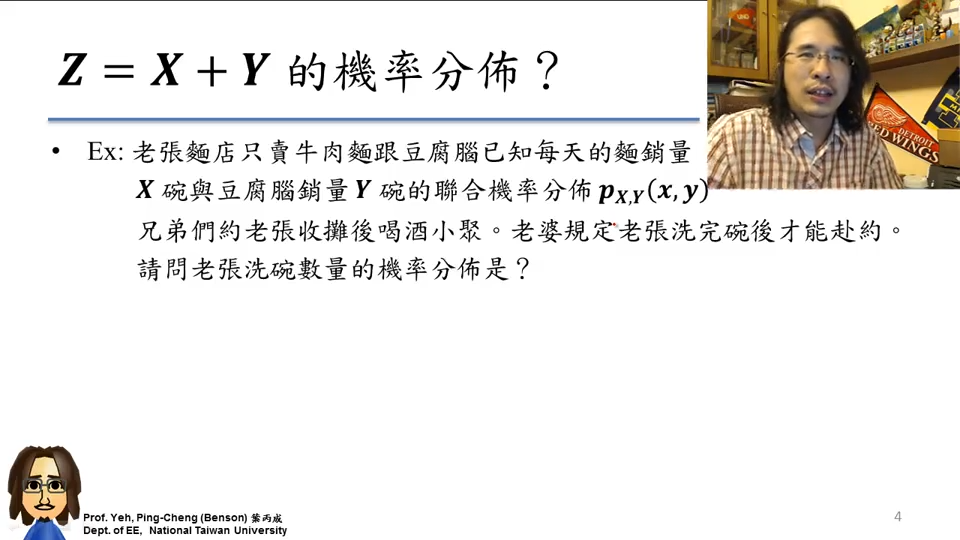 Z = X + Y 的機率分佈？
• Ex: 老張麵店只賣牛肉麵跟豆腐腦已知每天的麵銷量
X 碗與豆腐腦銷量 Y 碗的聯合機率分佈 p_{X,Y}(x, y)
兄弟們約老張收攤後喝酒小聚。老婆規定老張洗完碗後才能赴約。
請問老張洗碗數量的機率分佈是？
DETROIT
RED WINGS
Prof. Yeh, Ping-Cheng (Benson) 葉丙成
Dept. of EE, National Taiwan University
4